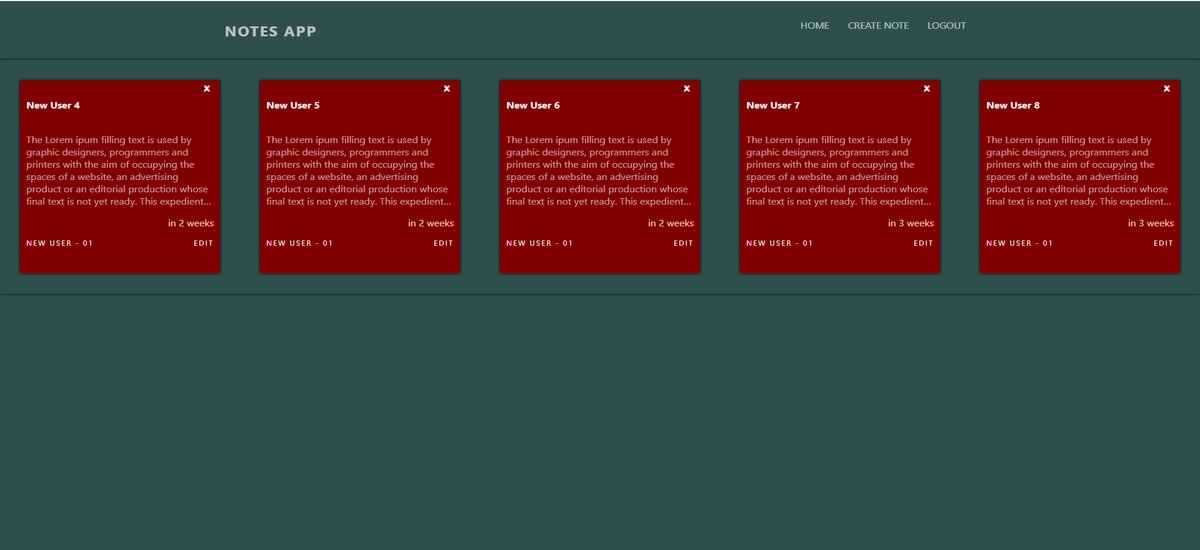 NOTES APP
HOME CREATE NOTE LOGOUT
X
New User 4
The Lorem ipum filling text is used by
graphic designers, programmers and
printers with the aim of occupying the
spaces of a website, an advertising
product or an editorial production whose
final text is not yet ready. This expedient...
in 2 weeks
NEW USER - 01 EDIT
X
New User 5
The Lorem ipum filling text is used by
graphic designers, programmers and
printers with the aim of occupying the
spaces of a website, an advertising
product or an editorial production whose
final text is not yet ready. This expedient...
in 2 weeks
NEW USER - 01 EDIT
X
New User 6
The Lorem ipum filling text is used by
graphic designers, programmers and
printers with the aim of occupying the
spaces of a website, an advertising
product or an editorial production whose
final text is not yet ready. This expedient...
in 2 weeks
NEW USER - 01 EDIT
X
New User 7
The Lorem ipum filling text is used by
graphic designers, programmers and
printers with the aim of occupying the
spaces of a website, an advertising
product or an editorial production whose
final text is not yet ready. This expedient...
in 3 weeks
NEW USER - 01 EDIT
X
New User 8
The Lorem ipum filling text is used by
graphic designers, programmers and
printers with the aim of occupying the
spaces of a website, an advertising
product or an editorial production whose
final text is not yet ready. This expedient...
in 3 weeks
NEW USER - 01 EDIT